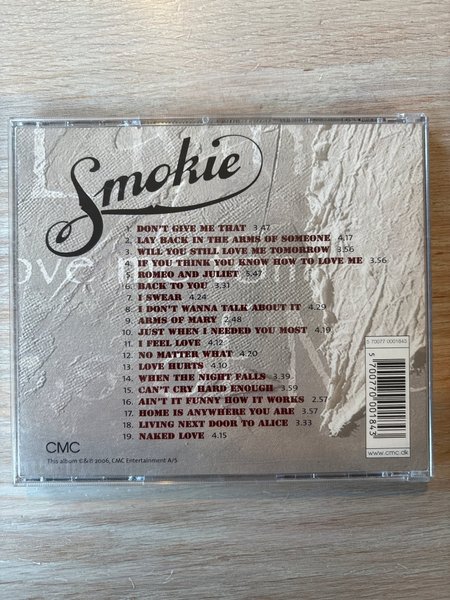 Smokie
1. DON'T GIVE ME THAT 3.47
2. LAY BACK IN THE ARMS OF SOMEONE 4.17
3. WILL YOU STILL LOVE ME TOMORROW 3.56
4. IF YOU THINK YOU KNOW HOW TO LOVE ME 3.56
5. ROMEO AND JULIET 5.47
6. BACK TO YOU 3.31
7. I SWEAR 4.24
8. I DON'T WANNA TALK ABOUT IT 4.29
9. ARMS OF MARY 2.48
10. JUST WHEN I NEEDED YOU MOST 4.19
11. I FEEL LOVE 4.12
12. NO MATTER WHAT 4.20
13. LOVE HURTS 4.10
14. WHEN THE NIGHT FALLS 3.39
15. CAN'T CRY HARD ENOUGH 3.59
16. AIN'T IT FUNNY HOW IT WORKS 2.57
17. HOME IS ANYWHERE YOU ARE 3.57
18. LIVING NEXT DOOR TO ALICE 3.33
19. NAKED LOVE 4.15
CMC
This album ©&℗ 2006, CMC Entertainment A/S
5 70077 0001843
5 700770 001843
www.cmc.dk